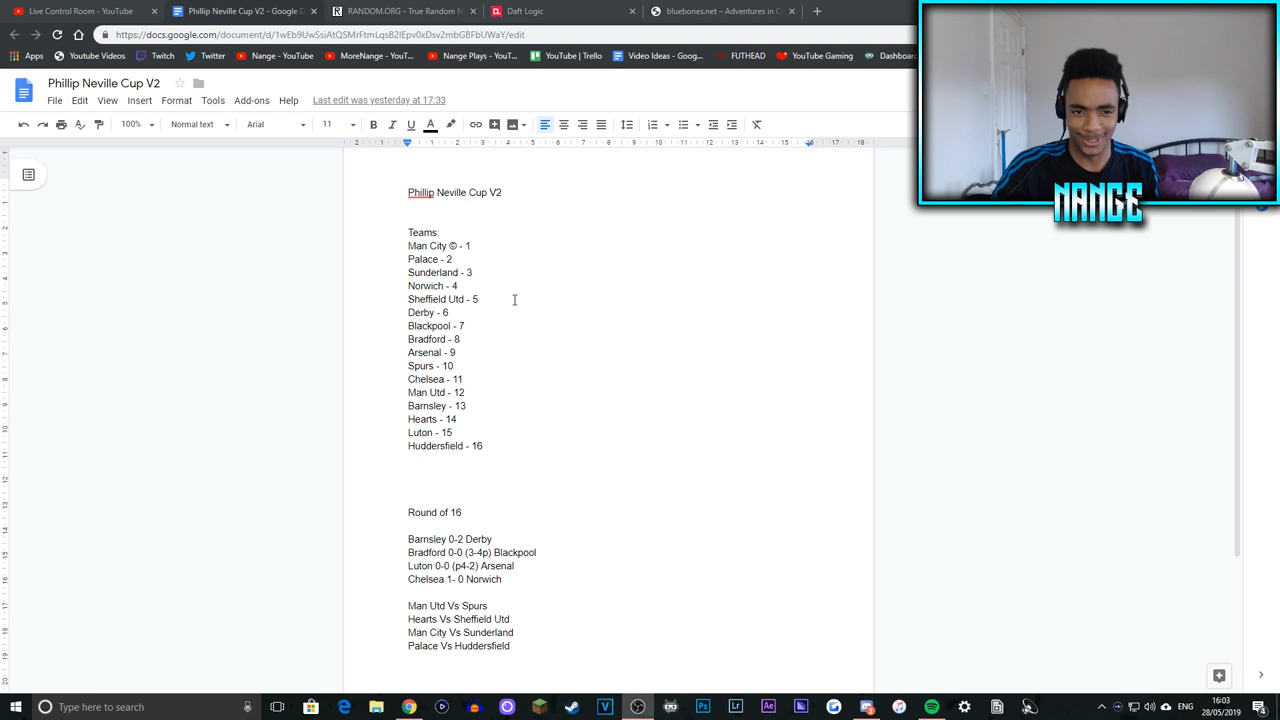 Live Control Room - YouTube
Phillip Neville Cup V2 - Google D
RANDOM.ORG - True Random N
Daft Logic
bluebones.net – Adventures in C
https://docs.google.com/document/d/1wEb9UwSsiAtQSMrFtmLqsB2IEpv0xDsv2mbGBFbUWaY/edit
Apps
Youtube Videos
Twitch
Twitter
Nange - YouTube
MoreNange - YouT...
Nange Plays - YouT...
YouTube | Trello
Video Ideas - Goog...
FUTHEAD
YouTube Gaming
Dashboard
Phillip Neville Cup V2
File Edit View Insert Format Tools Add-ons Help Last edit was yesterday at 17:33
100% Normal text Arial 11
NANGE
Phillip Neville Cup V2
Teams:
Man City © - 1
Palace - 2
Sunderland - 3
Norwich - 4
Sheffield Utd - 5
Derby - 6
Blackpool - 7
Bradford - 8
Arsenal - 9
Spurs - 10
Chelsea - 11
Man Utd - 12
Barnsley - 13
Hearts - 14
Luton - 15
Huddersfield - 16
Round of 16
Barnsley 0-2 Derby
Bradford 0-0 (3-4p) Blackpool
Luton 0-0 (p4-2) Arsenal
Chelsea 1- 0 Norwich
Man Utd Vs Spurs
Hearts Vs Sheffield Utd
Man City Vs Sunderland
Palace Vs Huddersfield
Type here to search
ENG
16:03
28/05/2019